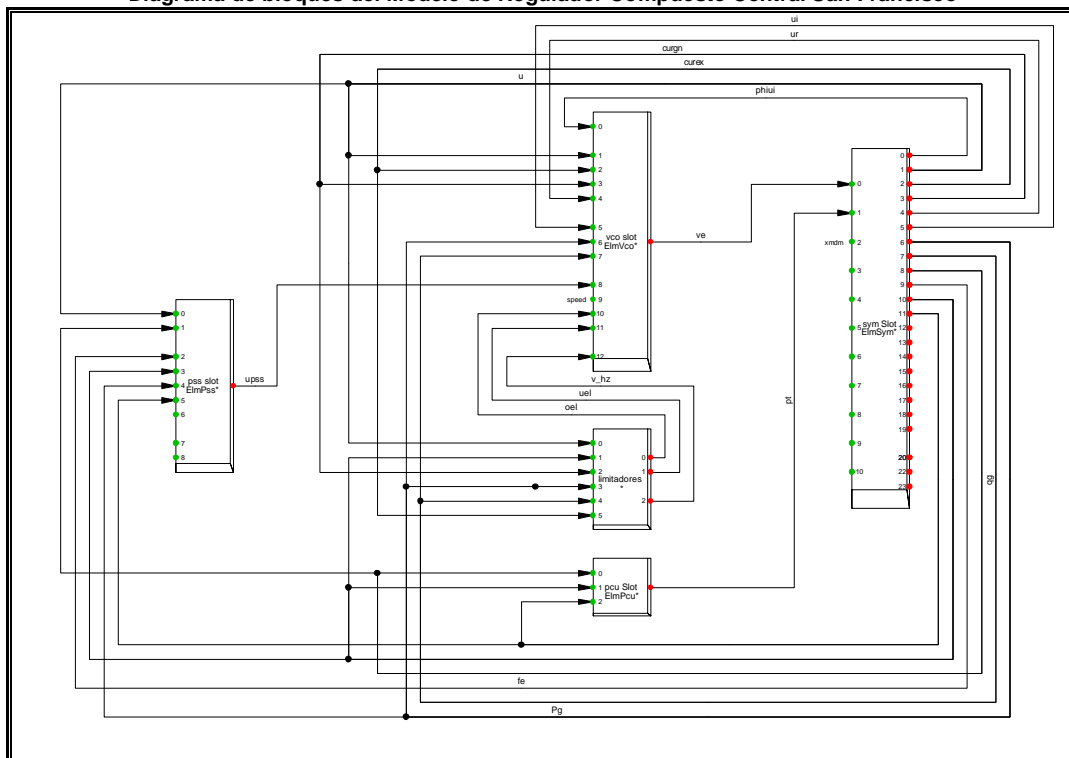 Diagrama de bloques del Modelo de Regulador Compuesto Central San Francisco
ui
ur
curgn
curex
u
phiui
0
1
2
3
4
5
6
7
8
speed
9
10
11
12
vco slot
ElmVco*
ve
0
1
xmdm
2
3
4
5
6
7
8
9
10
sym Slot
ElmSym*
0
1
2
3
4
5
6
7
8
9
10
11
12
13
14
15
16
17
18
19
20
22
23
0
1
2
3
4
5
6
7
8
pss slot
ElmPss*
upss
v_hz
uel
oel
0
1
2
3
4
5
limitadores
*
0
1
2
pt
qg
0
1
2
pcu Slot
ElmPcu*
fe
Pg